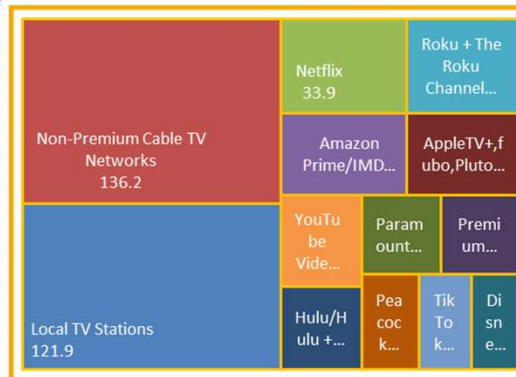 Non-Premium Cable TV
Networks
136.2
Local TV Stations
121.9
Netflix
33.9
Roku + The
Roku
Channel...
Amazon
Prime/IMD...
AppleTV+,f
ubo,Pluto...
YouTu
be
Vide...
Param
ount...
Premi
um...
Hulu/H
ulu +...
Pea
coc
k...
Tik
To
k...
Di
sn
e...